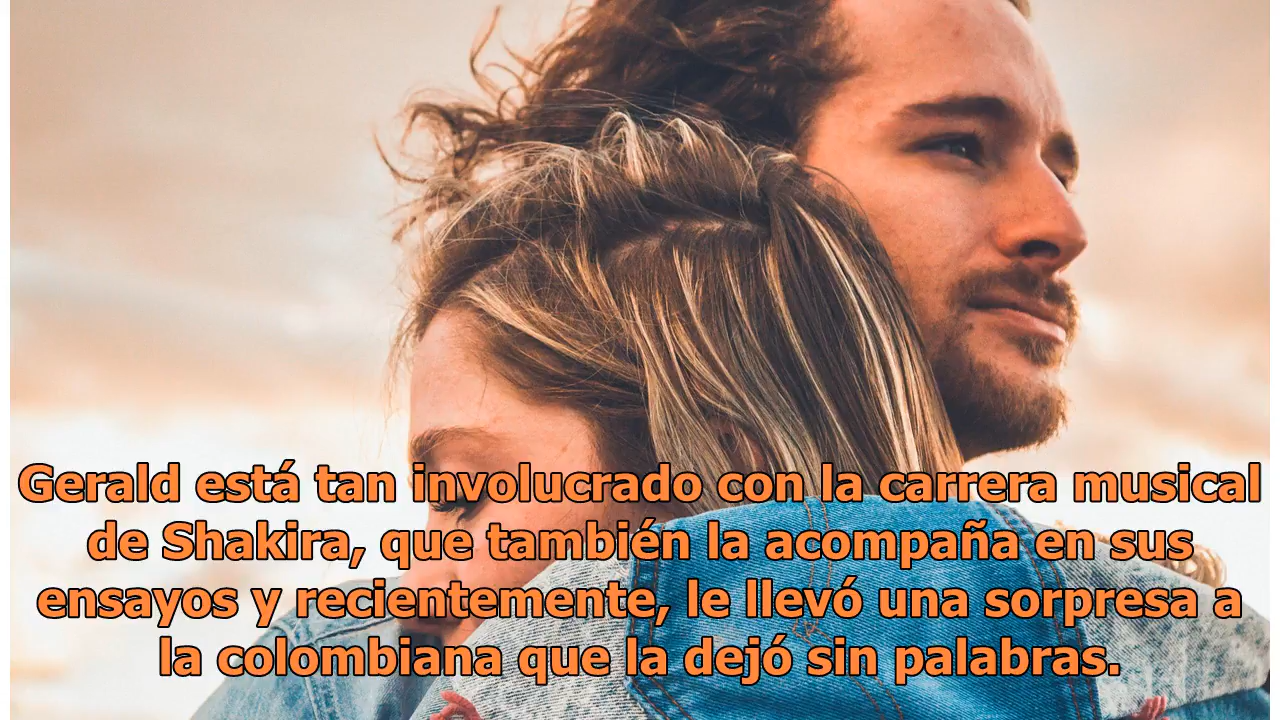 Gerald está tan involucrado con la carrera musical
de Shakira, que también la acompaña en sus
ensayos y recientemente, le llevó una sorpresa a
la colombiana que la dejó sin palabras.